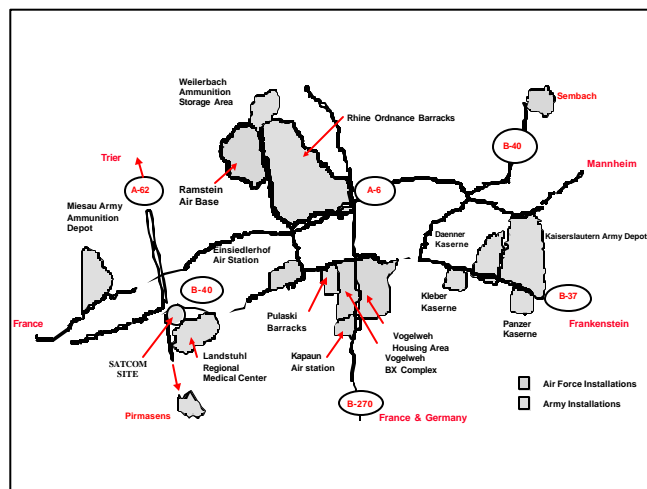 Weilerbach
Ammunition
Storage Area
Sembach
Rhine Ordnance Barracks
B-40
Trier
Mannheim
A-62
Ramstein
Air Base
A-6
Miesau Army
Ammunition
Depot
Einsiedlerhof
Air Station
Daenner
Kaserne
Kaiserslautern Army Depot
B-40
Pulaski
Barracks
Kleber
Kaserne
B-37
France
Panzer
Kaserne
Frankenstein
SATCOM
SITE
Landstuhl
Regional
Medical Center
Kapaun
Air station
Vogelweh
Housing Area
Vogelweh
BX Complex
Air Force Installations
Army Installations
Pirmasens
B-270
France & Germany